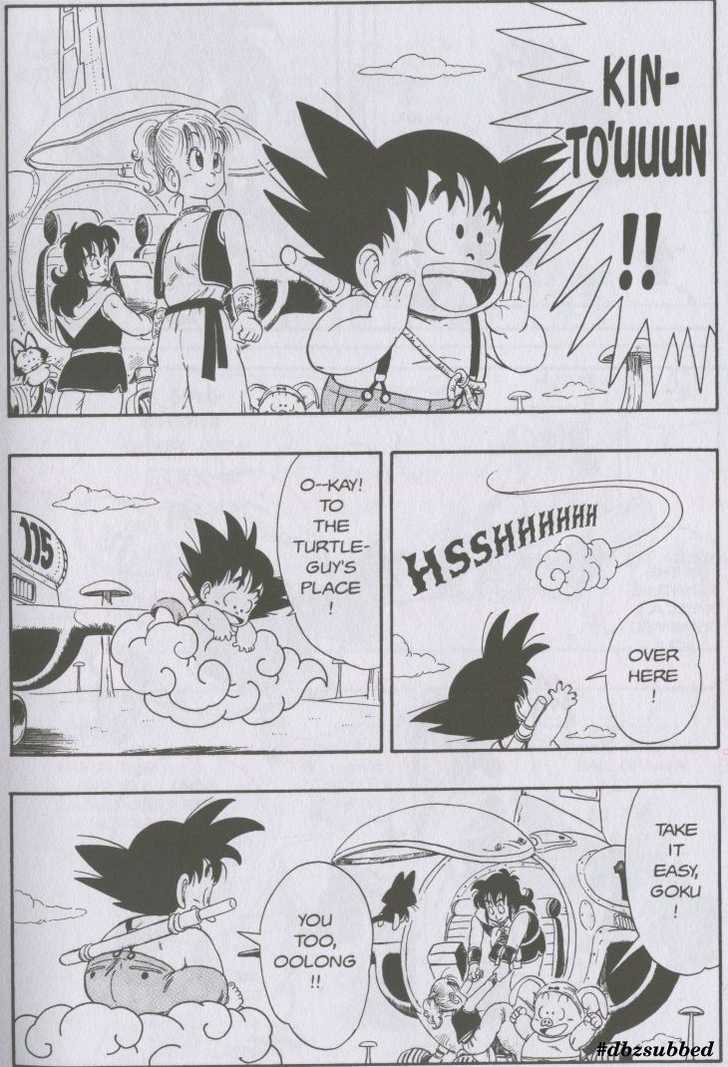 KIN-
TO'UUUN
!!
HSSHHHHHH
OVER
HERE
!
O--KAY!
TO
THE
TURTLE-
GUY'S
PLACE
!
115
TAKE
IT
EASY,
GOKU
!
1
YOU
TOO,
OOLONG
!!
#dbzsubbed